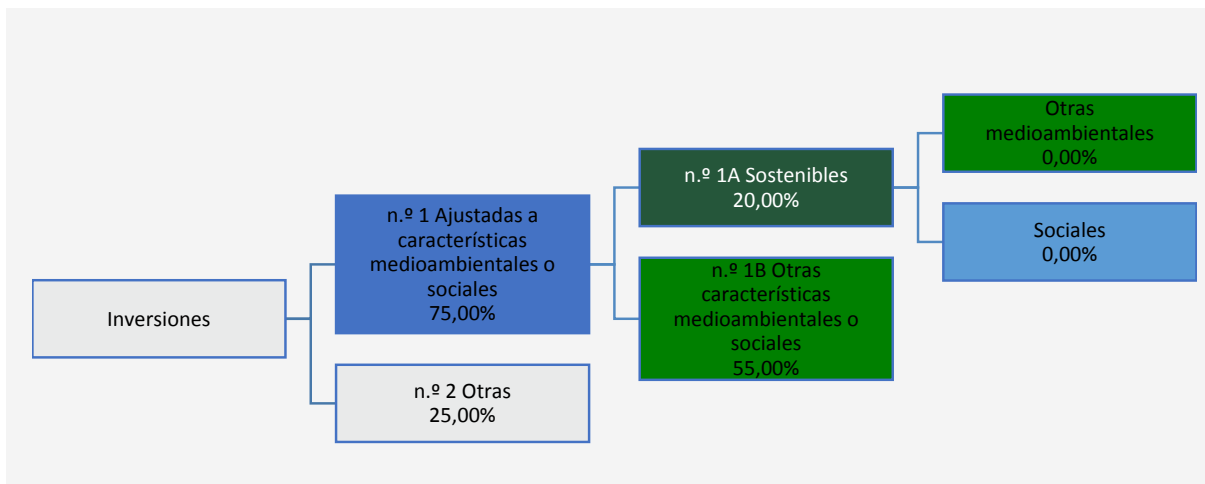 Inversiones
n.º 1 Ajustadas a
características
medioambientales o
sociales
75,00%
n.º 2 Otras
25,00%
n.º 1A Sostenibles
20,00%
n.º 1B Otras
características
medioambientales o
sociales
55,00%
Otras
medioambientales
0,00%
Sociales
0,00%